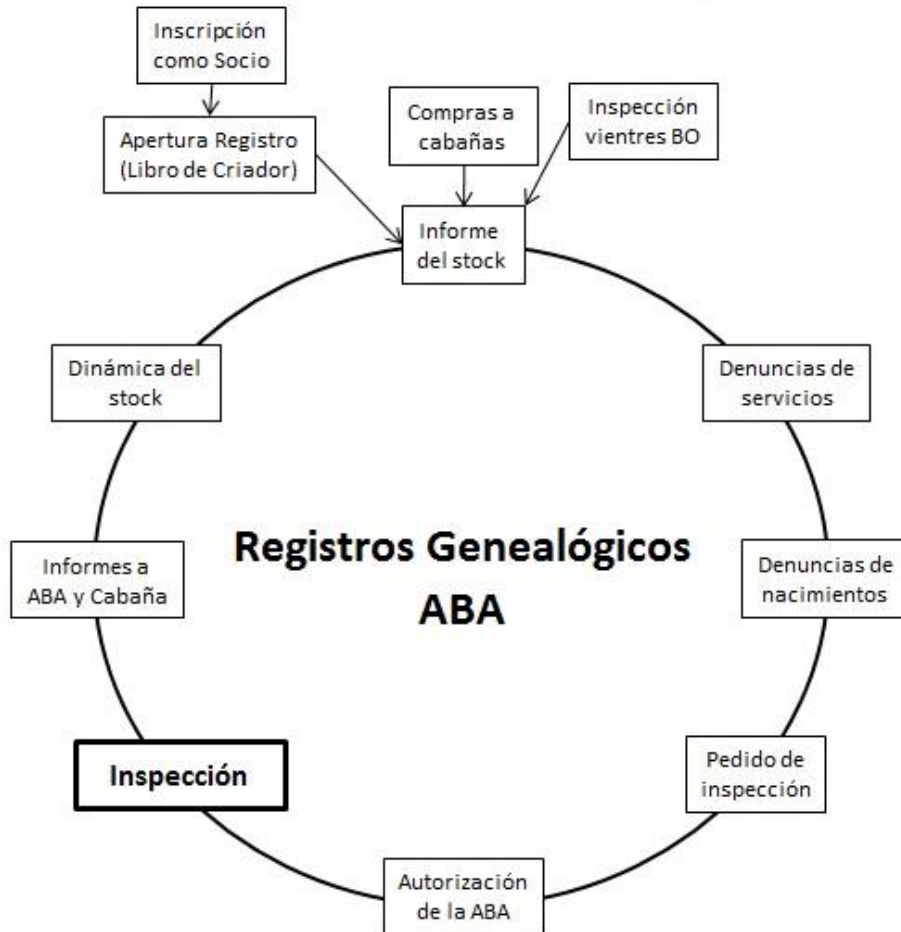 Inscripción
como Socio
Apertura Registro
(Libro de Criador)
Compras a
cabañas
Inspección
vientres BO
Informe
del stock
Dinámica del
stock
Denuncias de
servicios
Registros Genealógicos
ABA
Informes a
ABA y Cabaña
Denuncias de
nacimientos
Inspección
Pedido de
inspección
Autorización
de la ABA